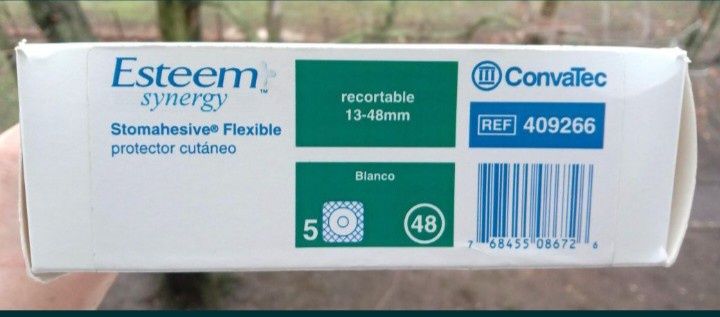 Esteem+™
synergy
Stomahesive® Flexible
protector cutáneo
recortable
13-48mm
Blanco
5
48
ConvaTec
REF 409266
7 68455 08672 6